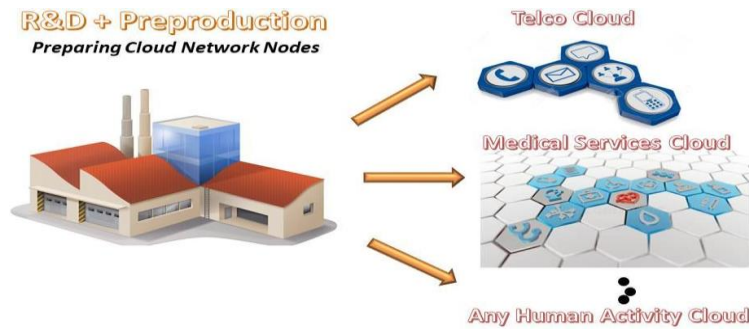 R&D + Preproduction
Preparing Cloud Network Nodes
Telco Cloud
Medical Services Cloud
Any Human Activity Cloud